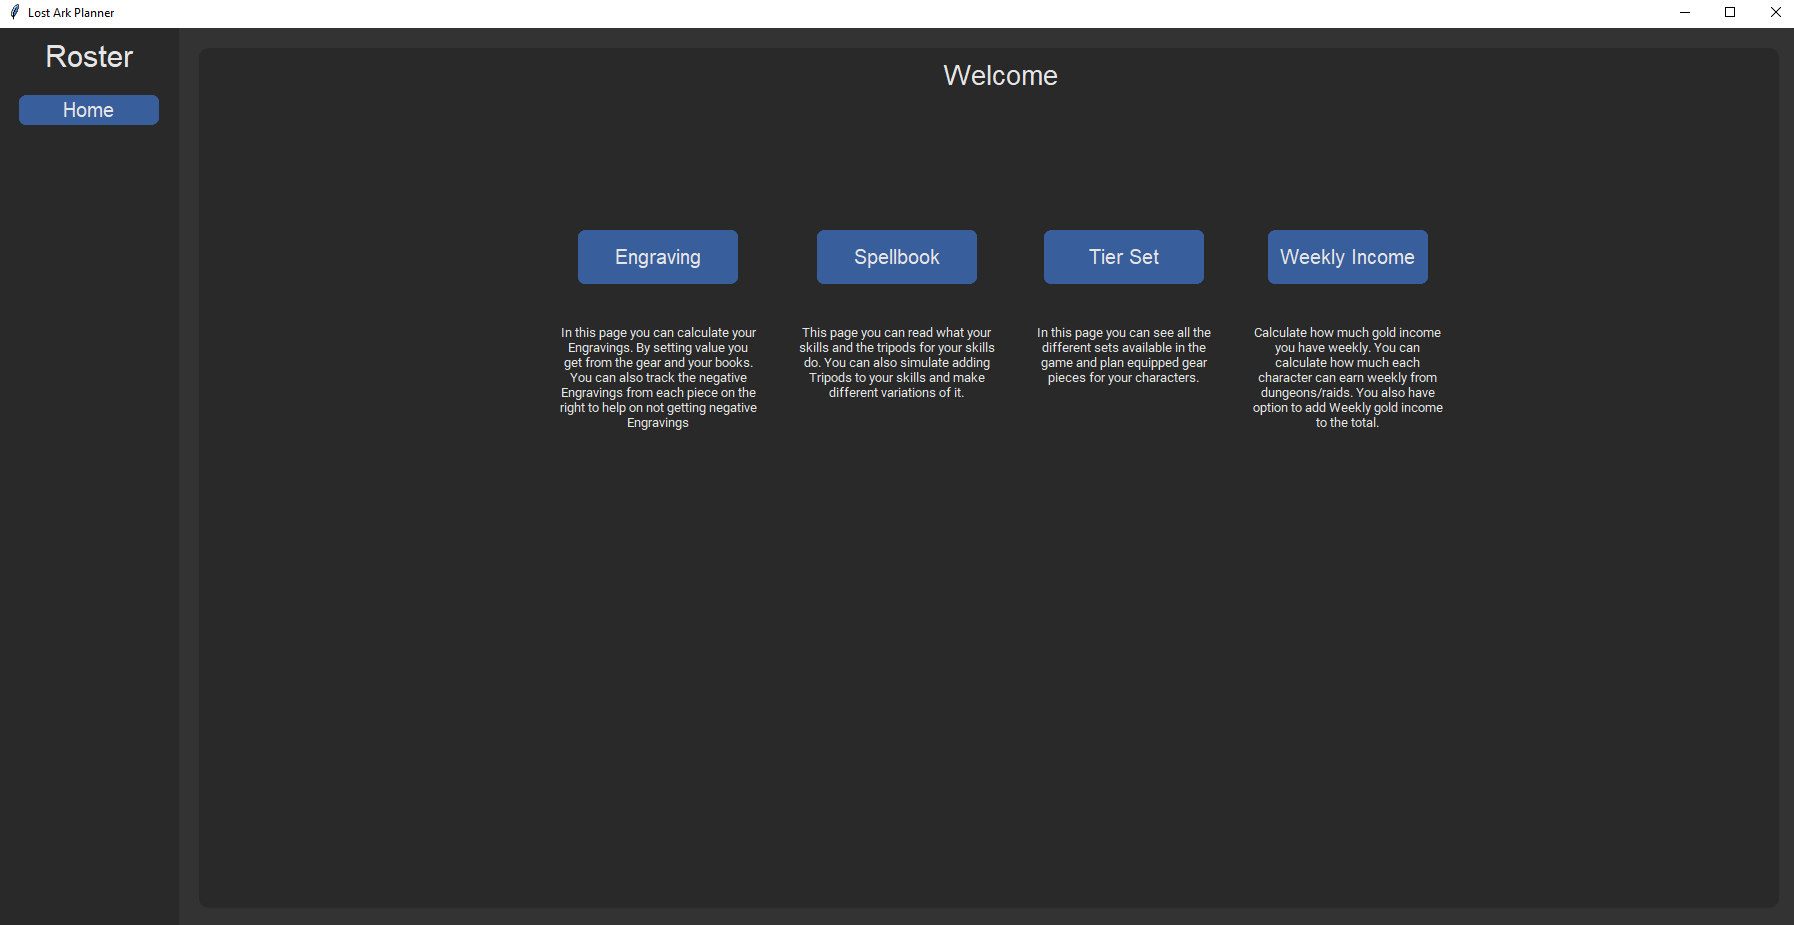 Lost Ark Planner
Roster
Home
Welcome
Engraving
In this page you can calculate your
Engravings. By setting value you
get from the gear and your books.
You can also track the negative
Engravings from each piece on the
right to help on not getting negative
Engravings
Spellbook
This page you can read what your
skills and the tripods for your skills
do. You can also simulate adding
Tripods to your skills and make
different variations of it.
Tier Set
In this page you can see all the
different sets available in the
game and plan equipped gear
pieces for your characters.
Weekly Income
Calculate how much gold income
you have weekly. You can
calculate how much each
character can earn weekly from
dungeons/raids. You also have
option to add Weekly gold income
to the total.